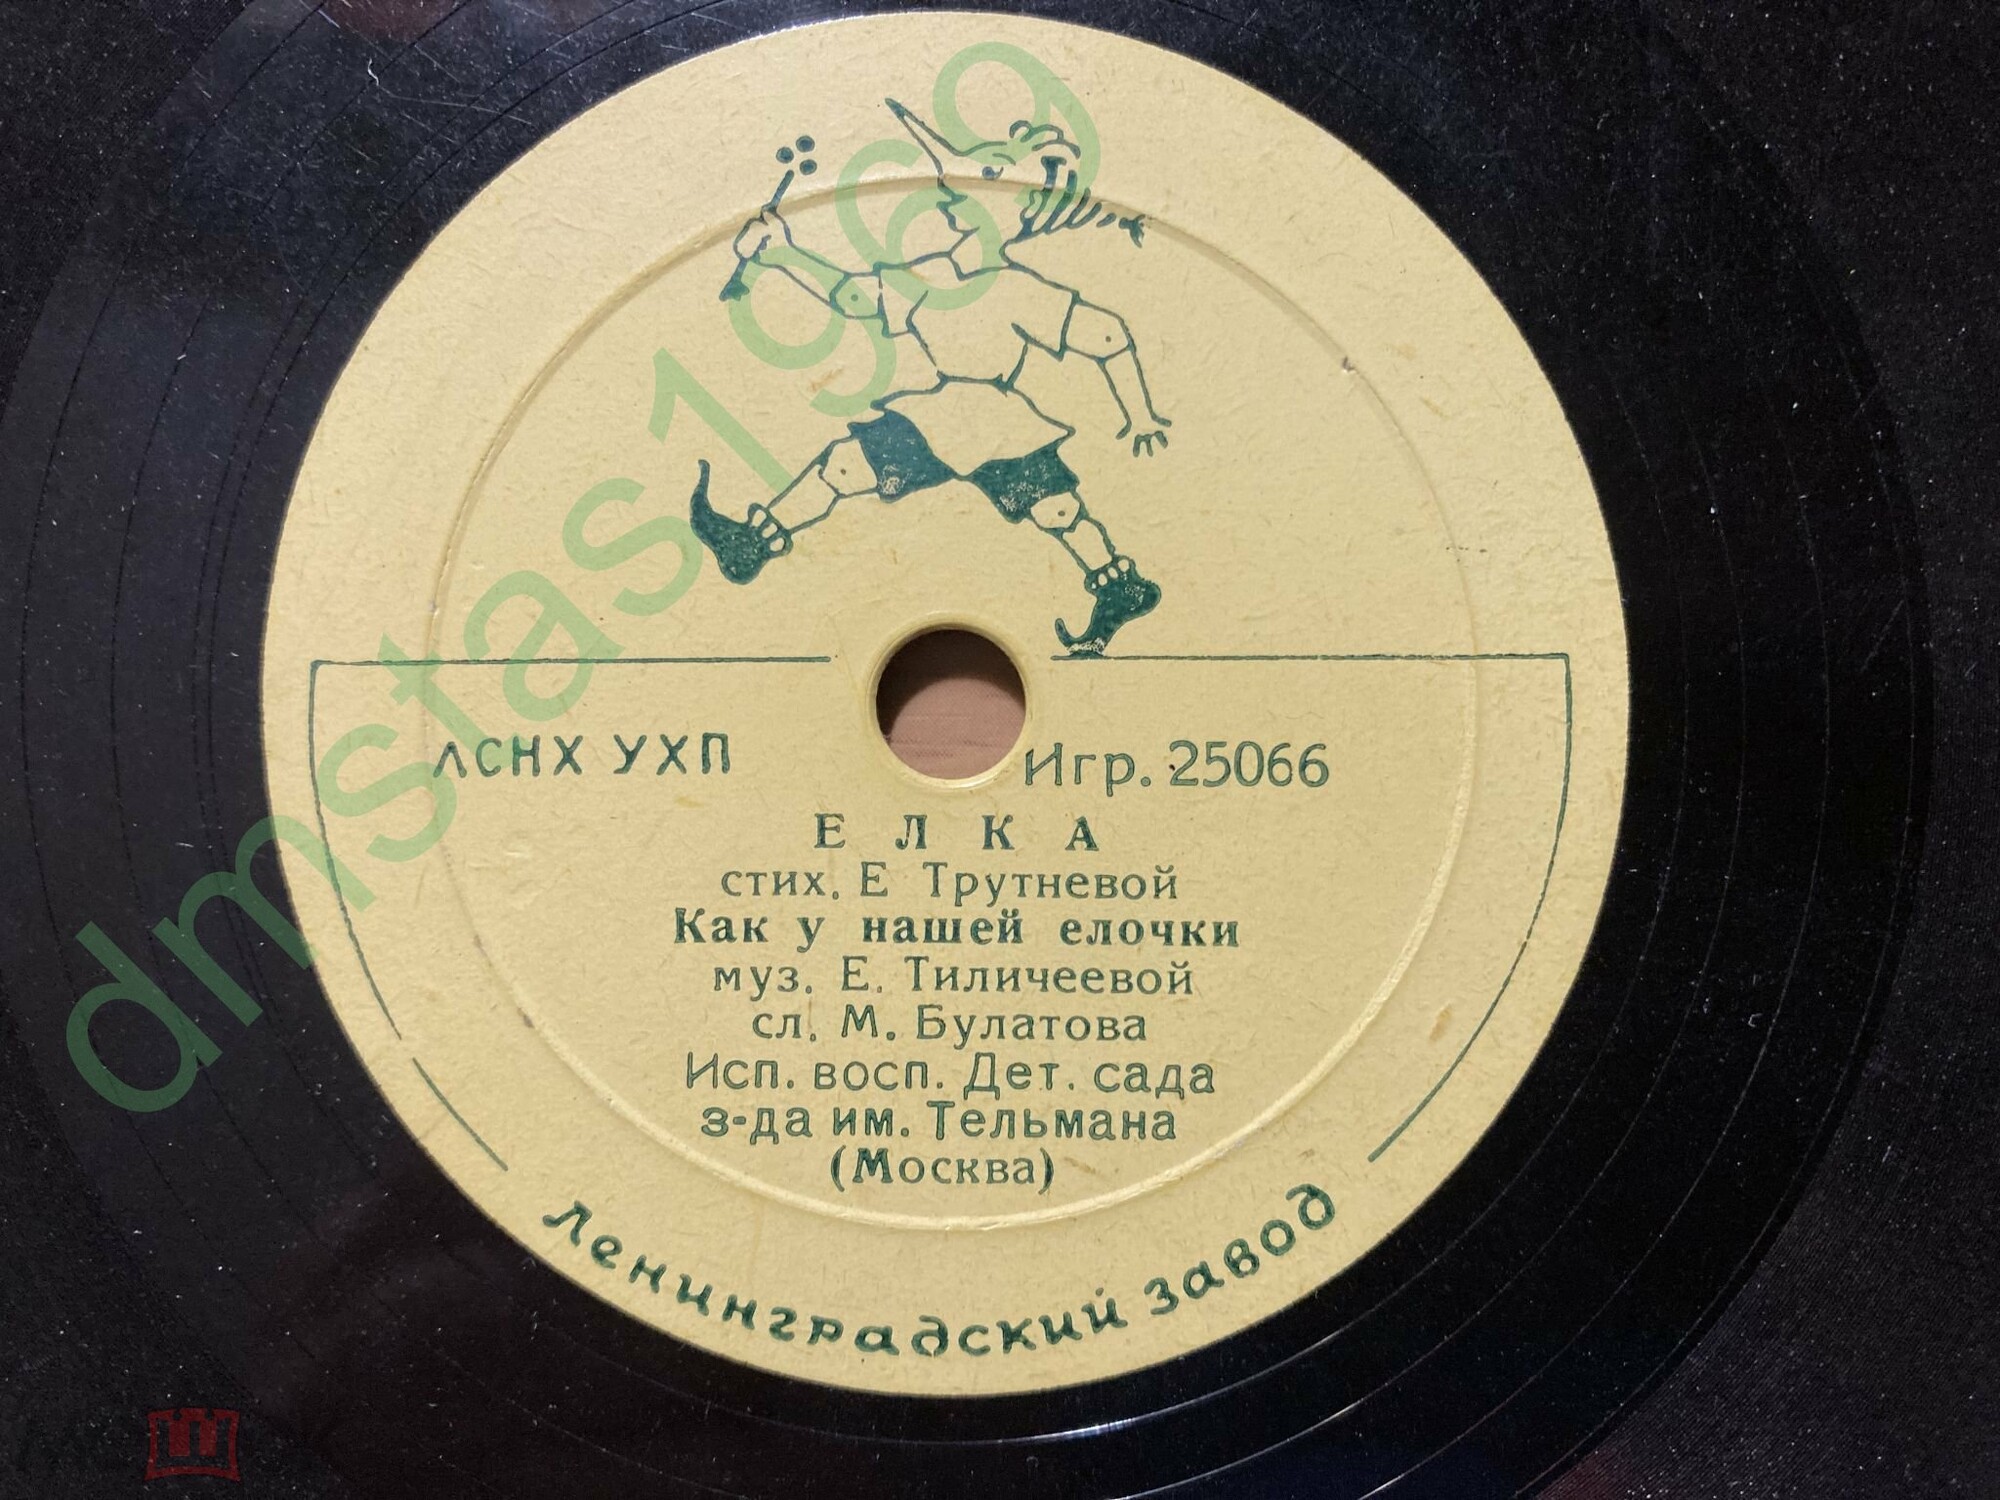 ЛСНХ УХП Игр. 25066
ЕЛКА
стих. Е Трутневой
Как у нашей елочки
муз. Е. Тиличеевой
сл. М. Булатова
Исп. восп. Дет. сада
з-да им. Тельмана
(Москва)
Ленинградский завод
dmstas1969